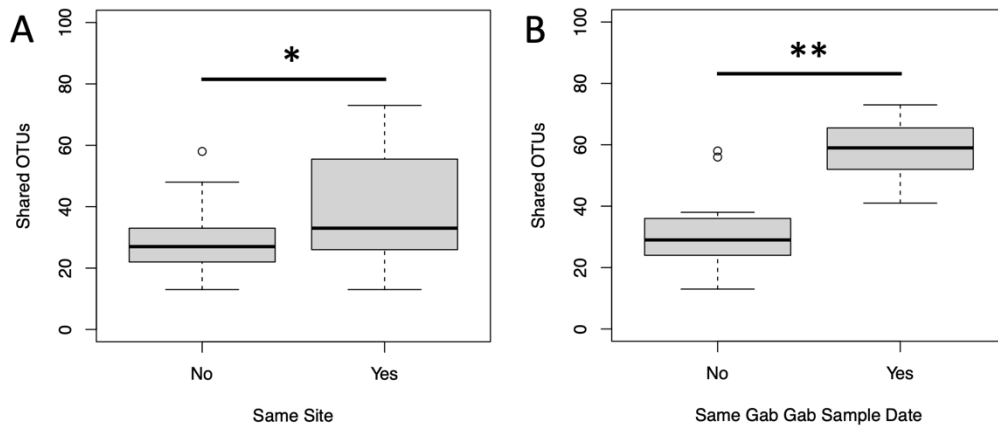 A
Shared OTUs
0
20
40
60
80
100
*
No
Yes
Same Site
B
Shared OTUs
0
20
40
60
80
100
**
No
Yes
Same Gab Gab Sample Date